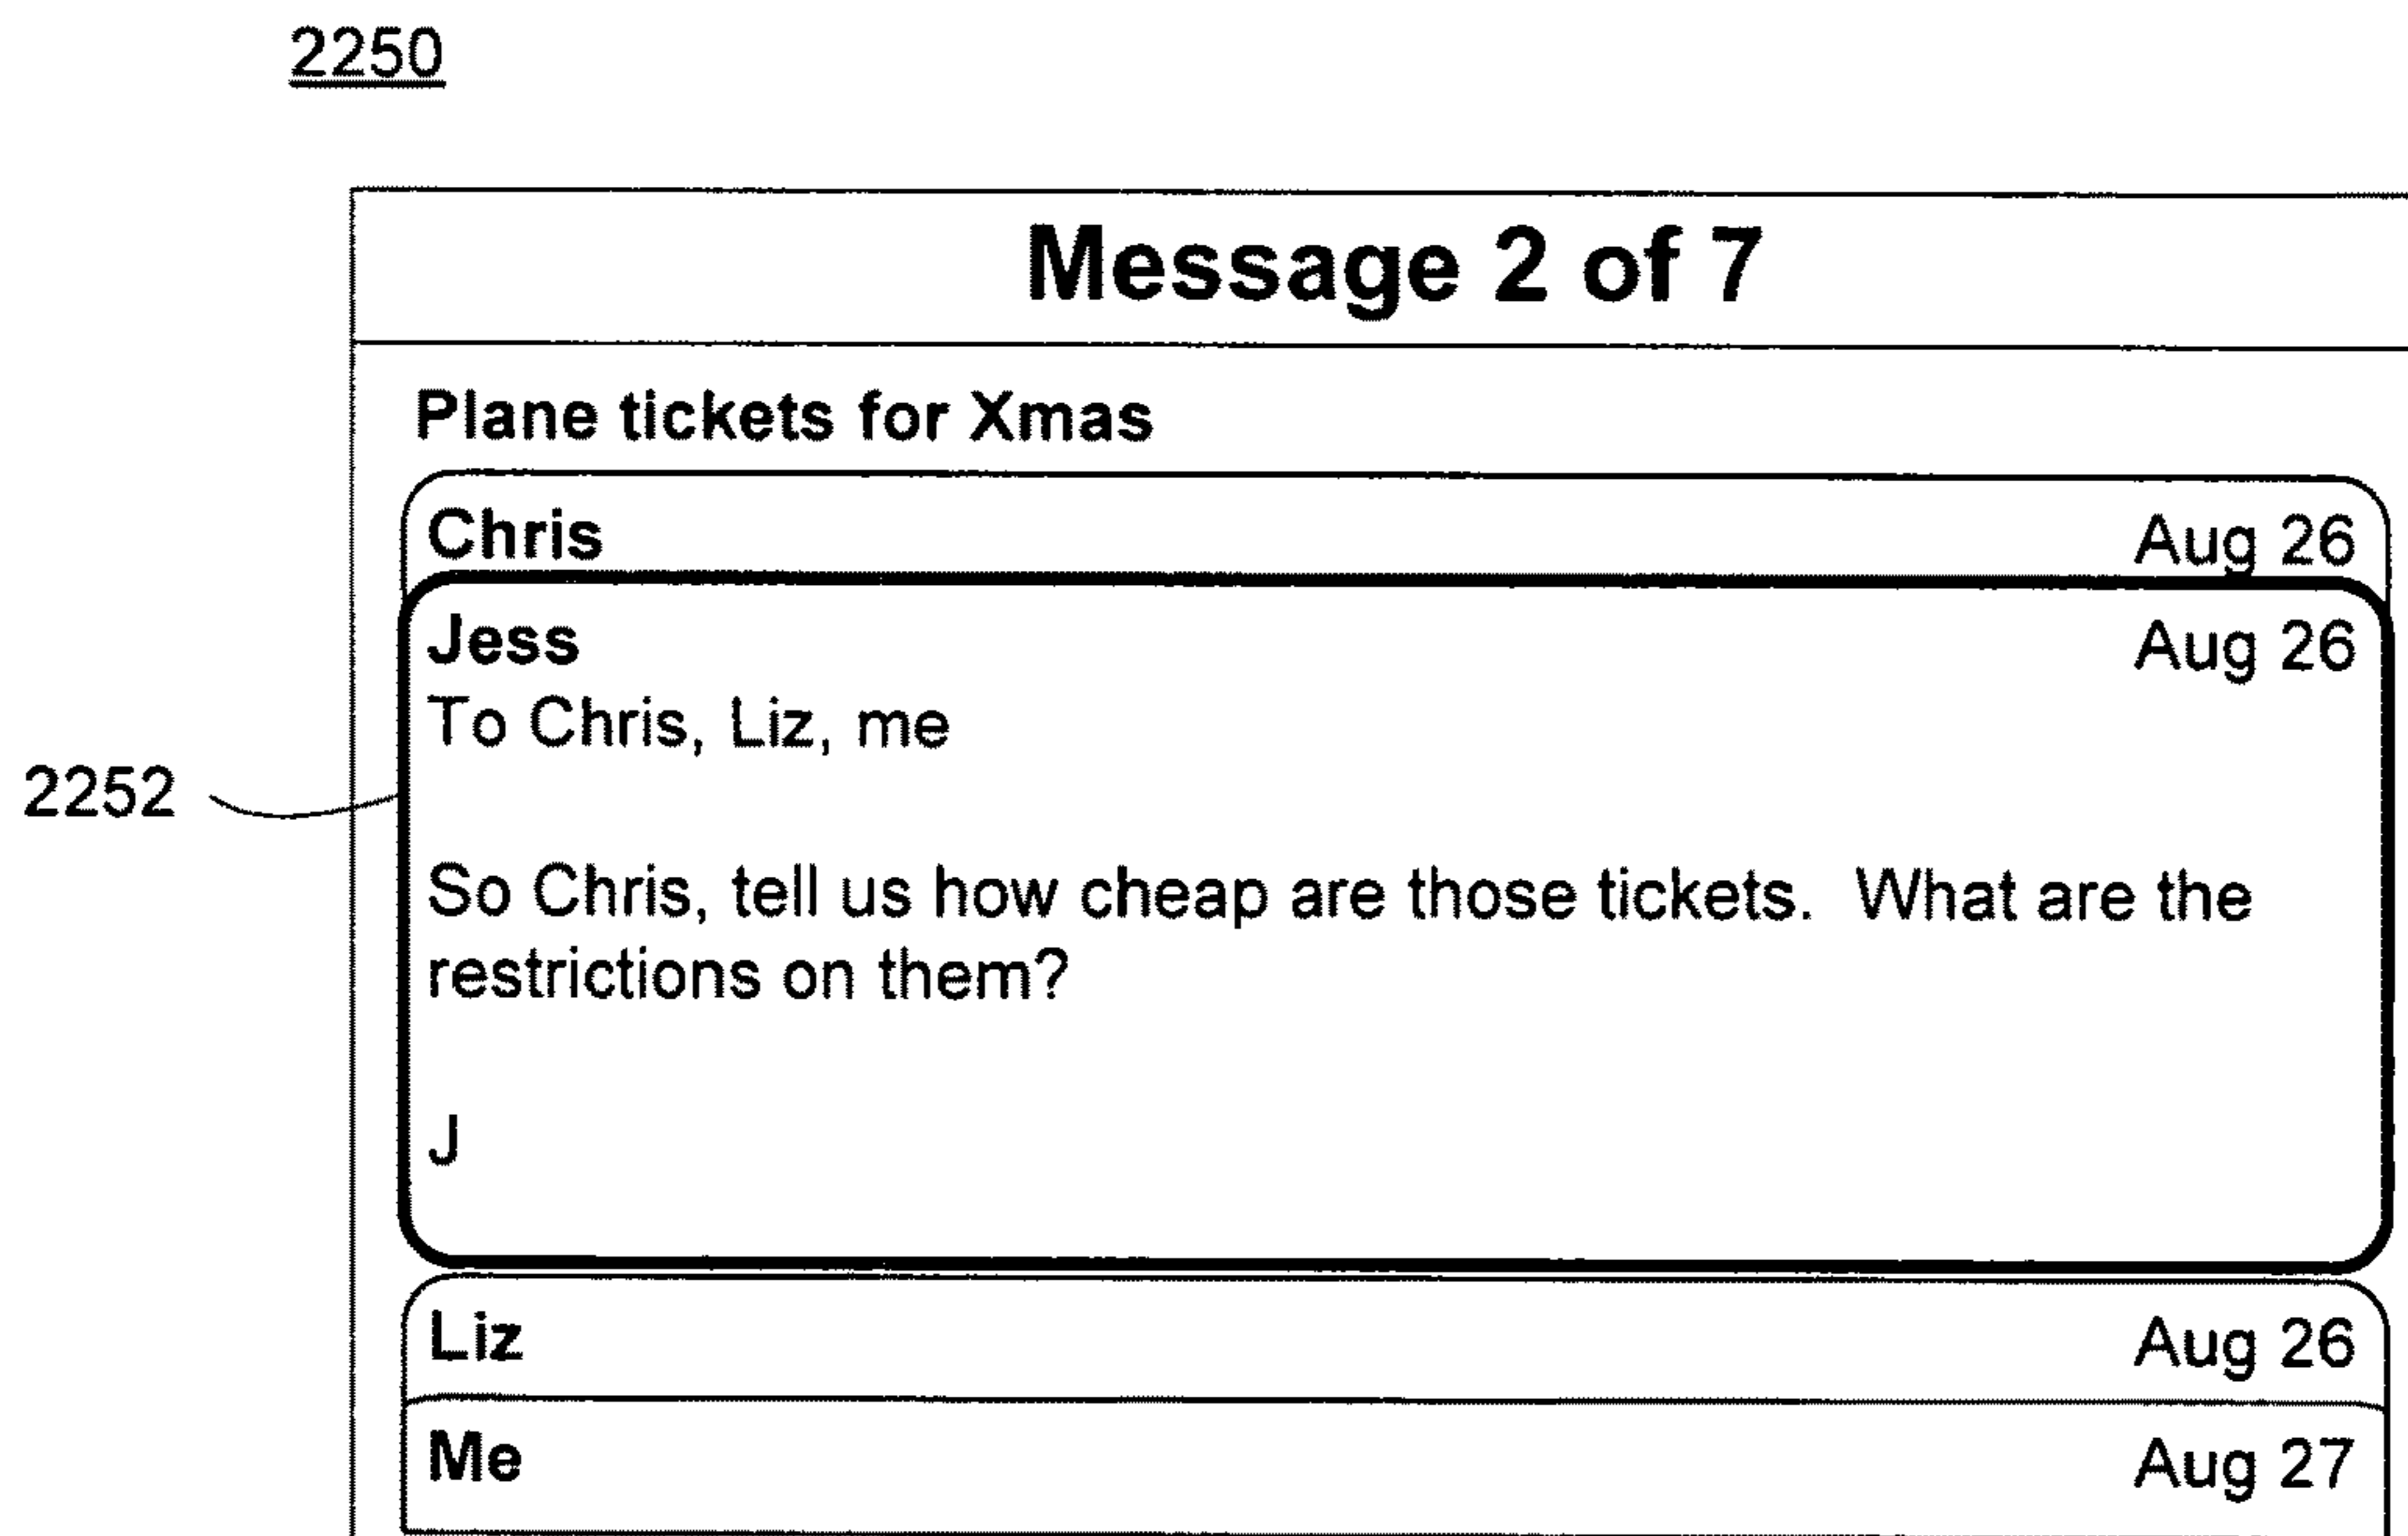 2250
Message 2 of 7
Plane tickets for Xmas
Chris Aug 26
Jess Aug 26
To Chris, Liz, me
2252
So Chris, tell us how cheap are those tickets.  What are the
restrictions on them?
J
Liz Aug 26
Me Aug 27